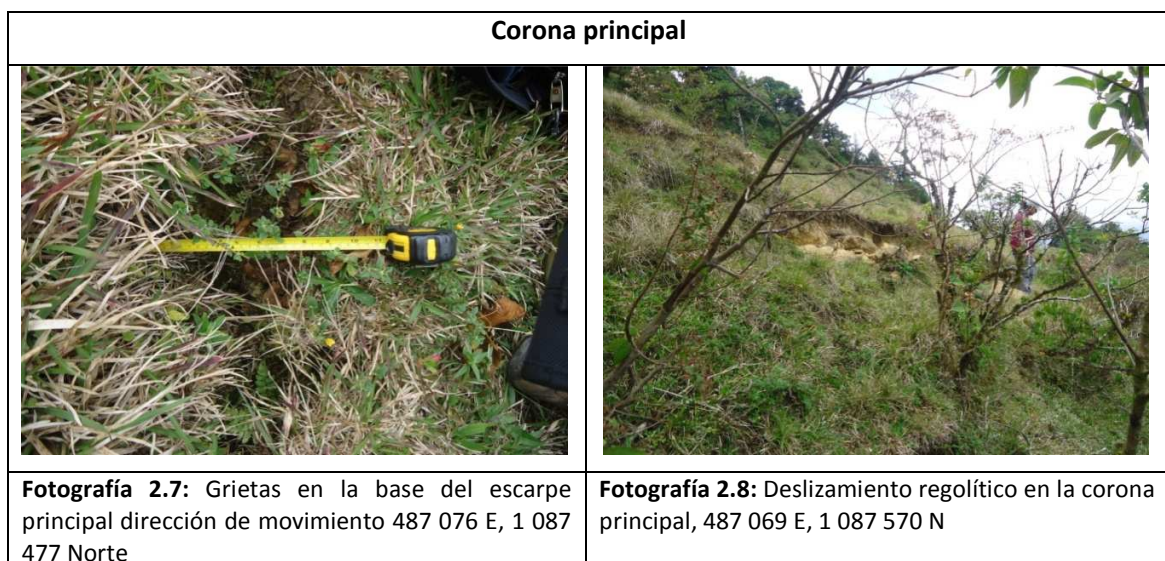 Corona principal
Fotografía 2.7: Grietas en la base del escarpe
principal dirección de movimiento 487 076 E, 1 087
477 Norte
Fotografía 2.8: Deslizamiento regolítico en la corona
principal, 487 069 E, 1 087 570 N